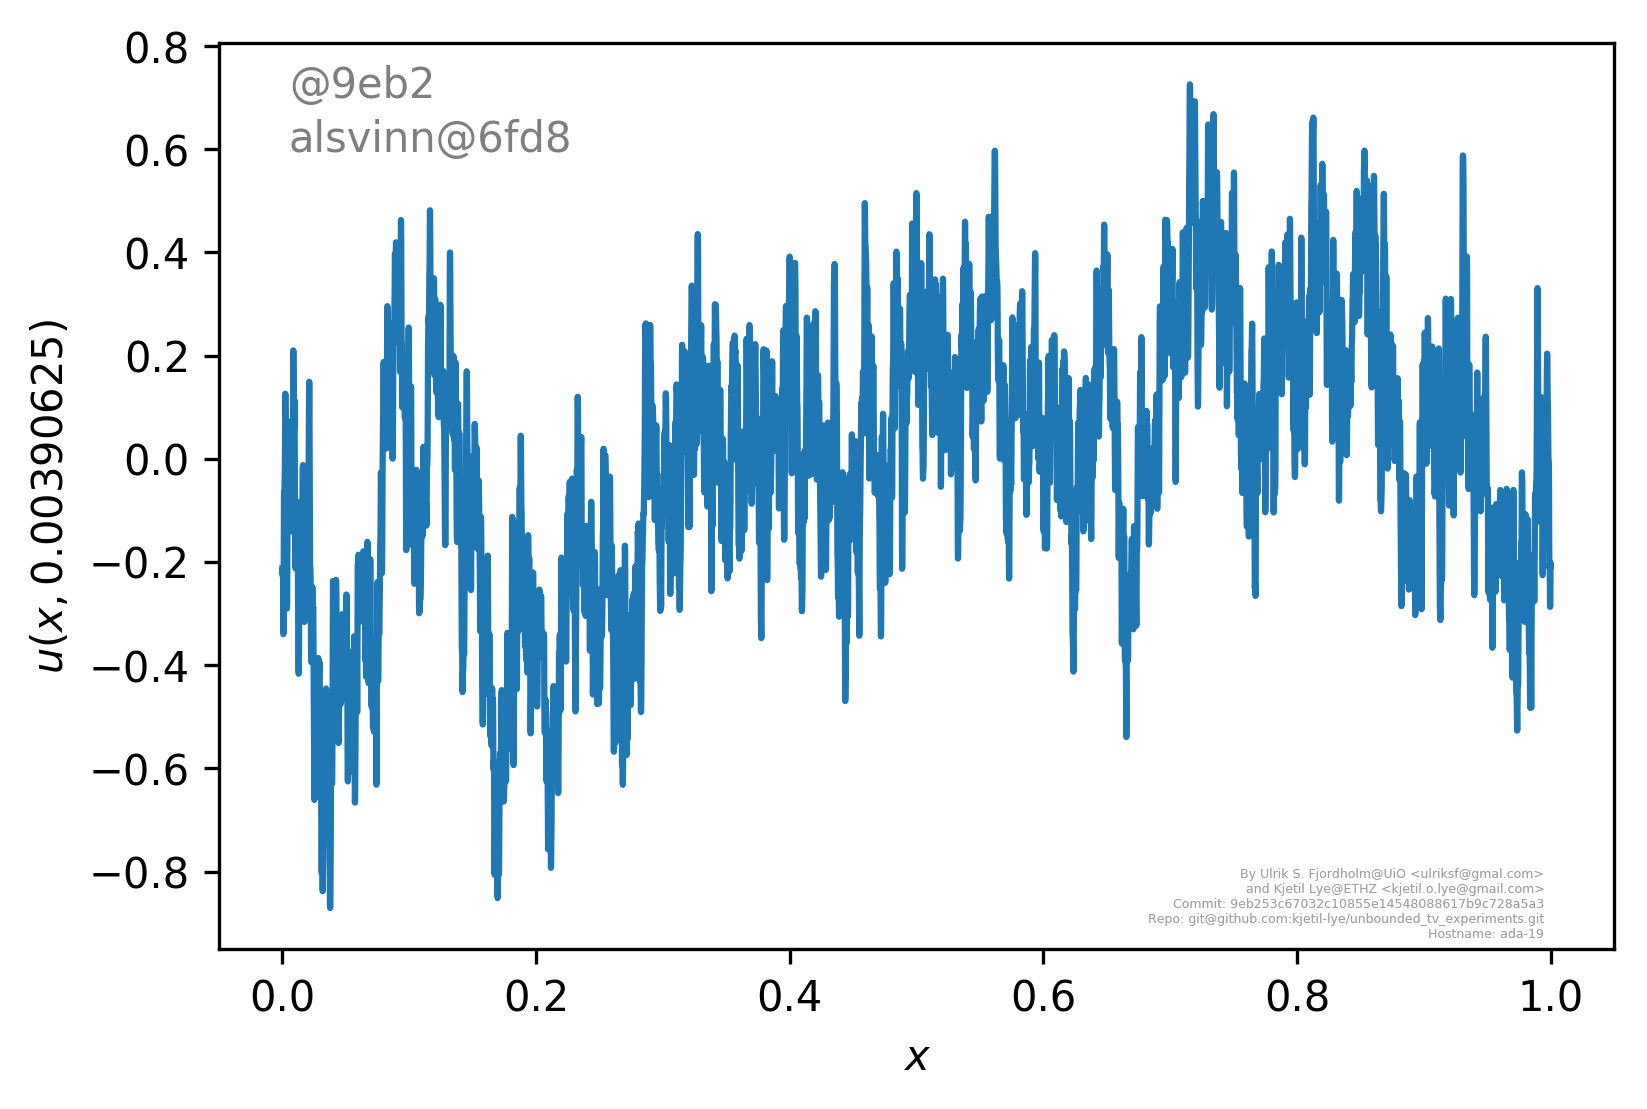 @9eb2
alsvinn@6fd8
0.8
0.6
0.4
0.2
0.0
−0.2
−0.4
−0.6
−0.8
u(x, 0.00390625)
By Ulrik S. Fjordholm@UiO <ulriksf@gmal.com>
and Kjetil Lye@ETHZ <kjetil.o.lye@gmail.com>
Commit: 9eb253c67032c10855e14548088617b9c728a5a3
Repo: git@github.com:kjetil-lye/unbounded_tv_experiments.git
Hostname: ada-19
0.0 0.2 0.4 0.6 0.8 1.0
x